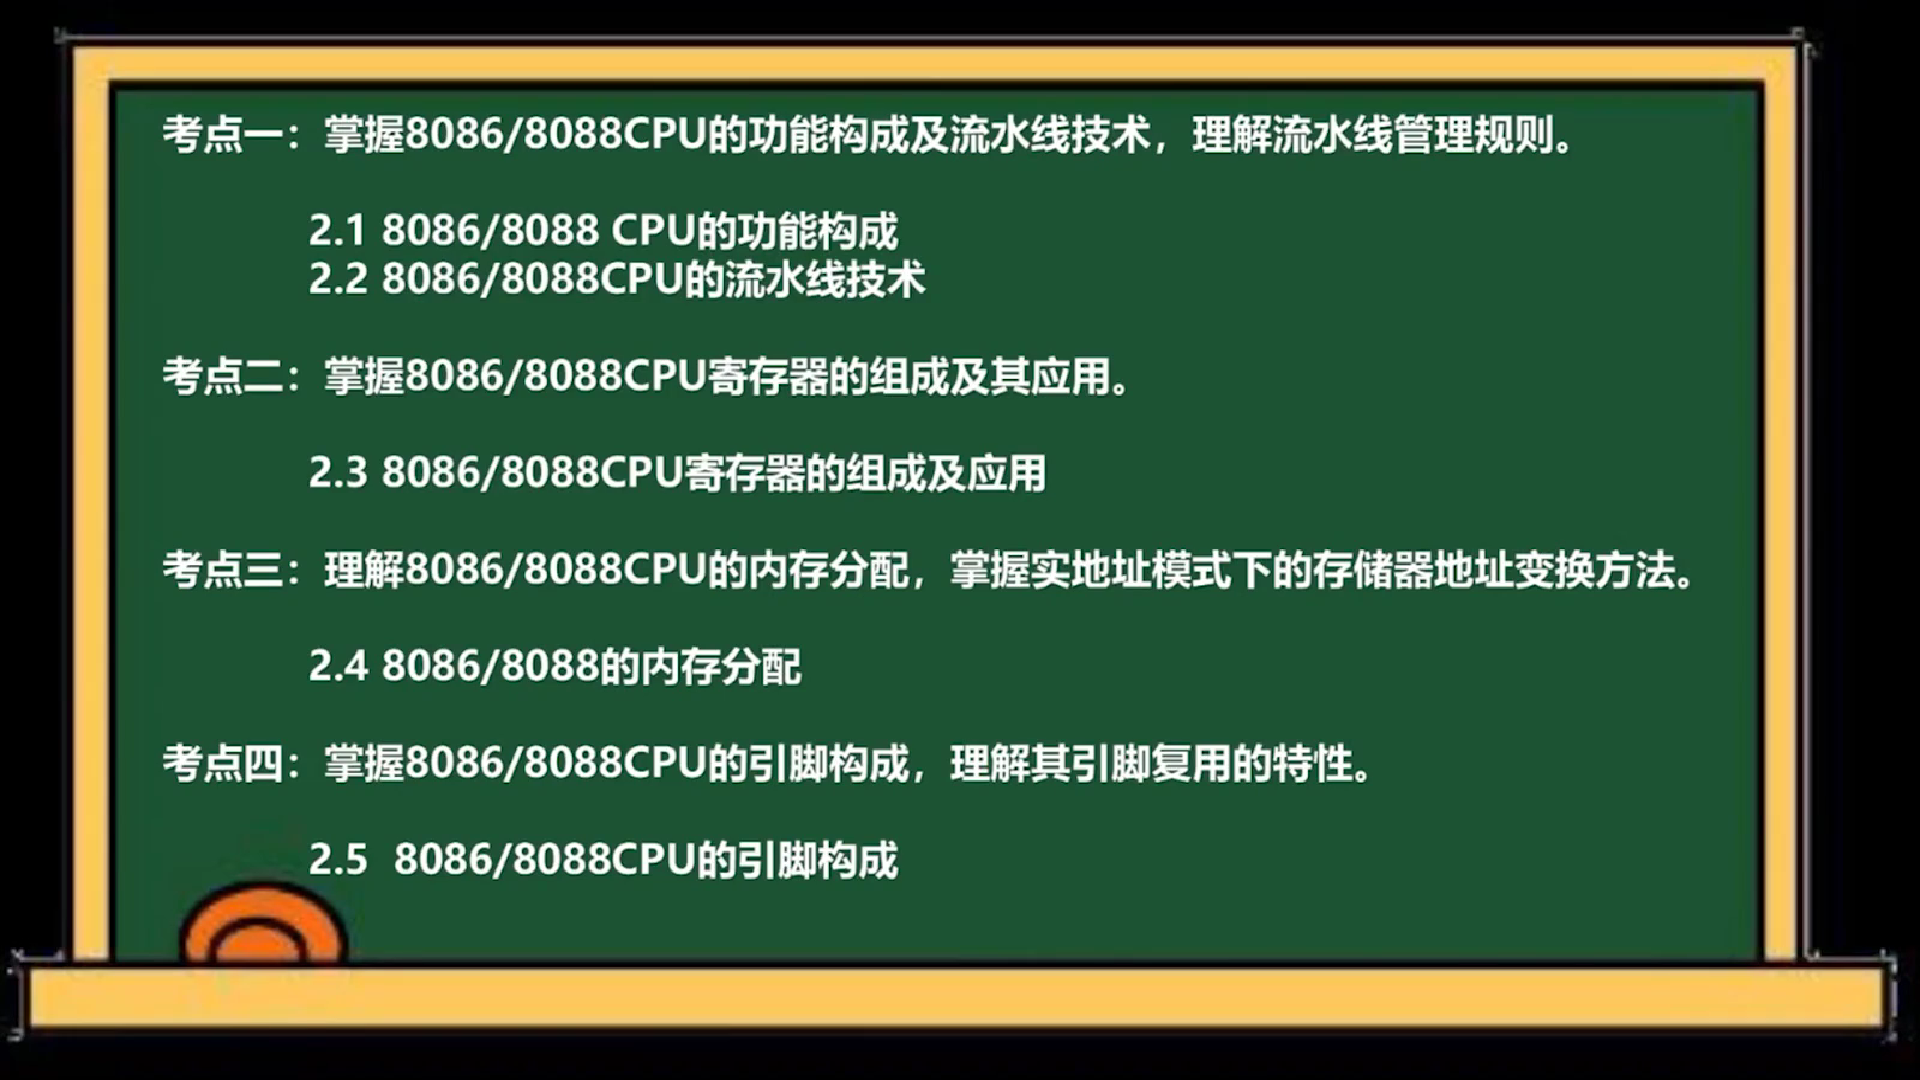 考点一：掌握8086/8088CPU的功能构成及流水线技术，理解流水线管理规则。
2.1 8086/8088 CPU的功能构成
2.2 8086/8088CPU的流水线技术
考点二：掌握8086/8088CPU寄存器的组成及其应用。
2.3 8086/8088CPU寄存器的组成及应用
考点三：理解8086/8088CPU的内存分配，掌握实地址模式下的存储器地址变换方法。
2.4 8086/8088的内存分配
考点四：掌握8086/8088CPU的引脚构成，理解其引脚复用的特性。
2.5 8086/8088CPU的引脚构成